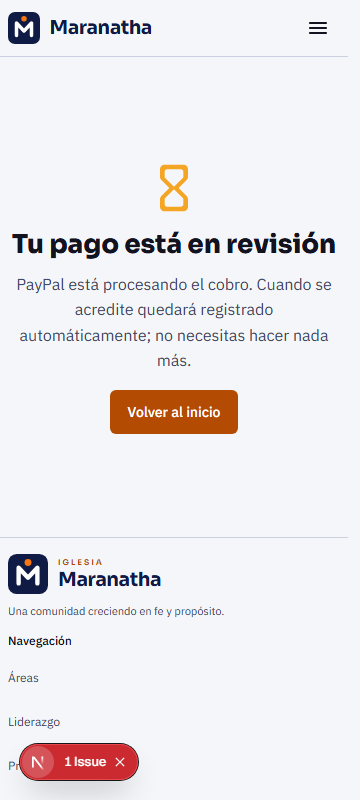 Maranatha
Tu pago está en revisión
PayPal está procesando el cobro. Cuando se
acredite quedará registrado
automáticamente; no necesitas hacer nada
más.
Volver al inicio
IGLESIA
Maranatha
Una comunidad creciendo en fe y propósito.
Navegación
Áreas
Liderazgo
1 Issue